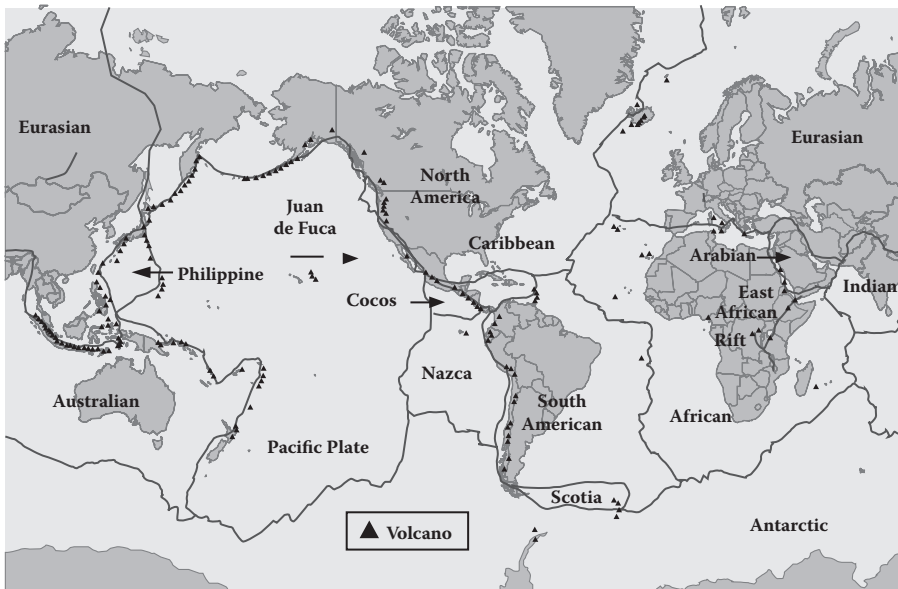 Eurasian
Eurasian
North
America
Juan
de Fuca
Caribbean
Arabian
Philippine
Indian
East
African
Cocos
Rift
Nazca
Australian
South
American
African
Pacific Plate
Scotia
Antarctic
Volcano